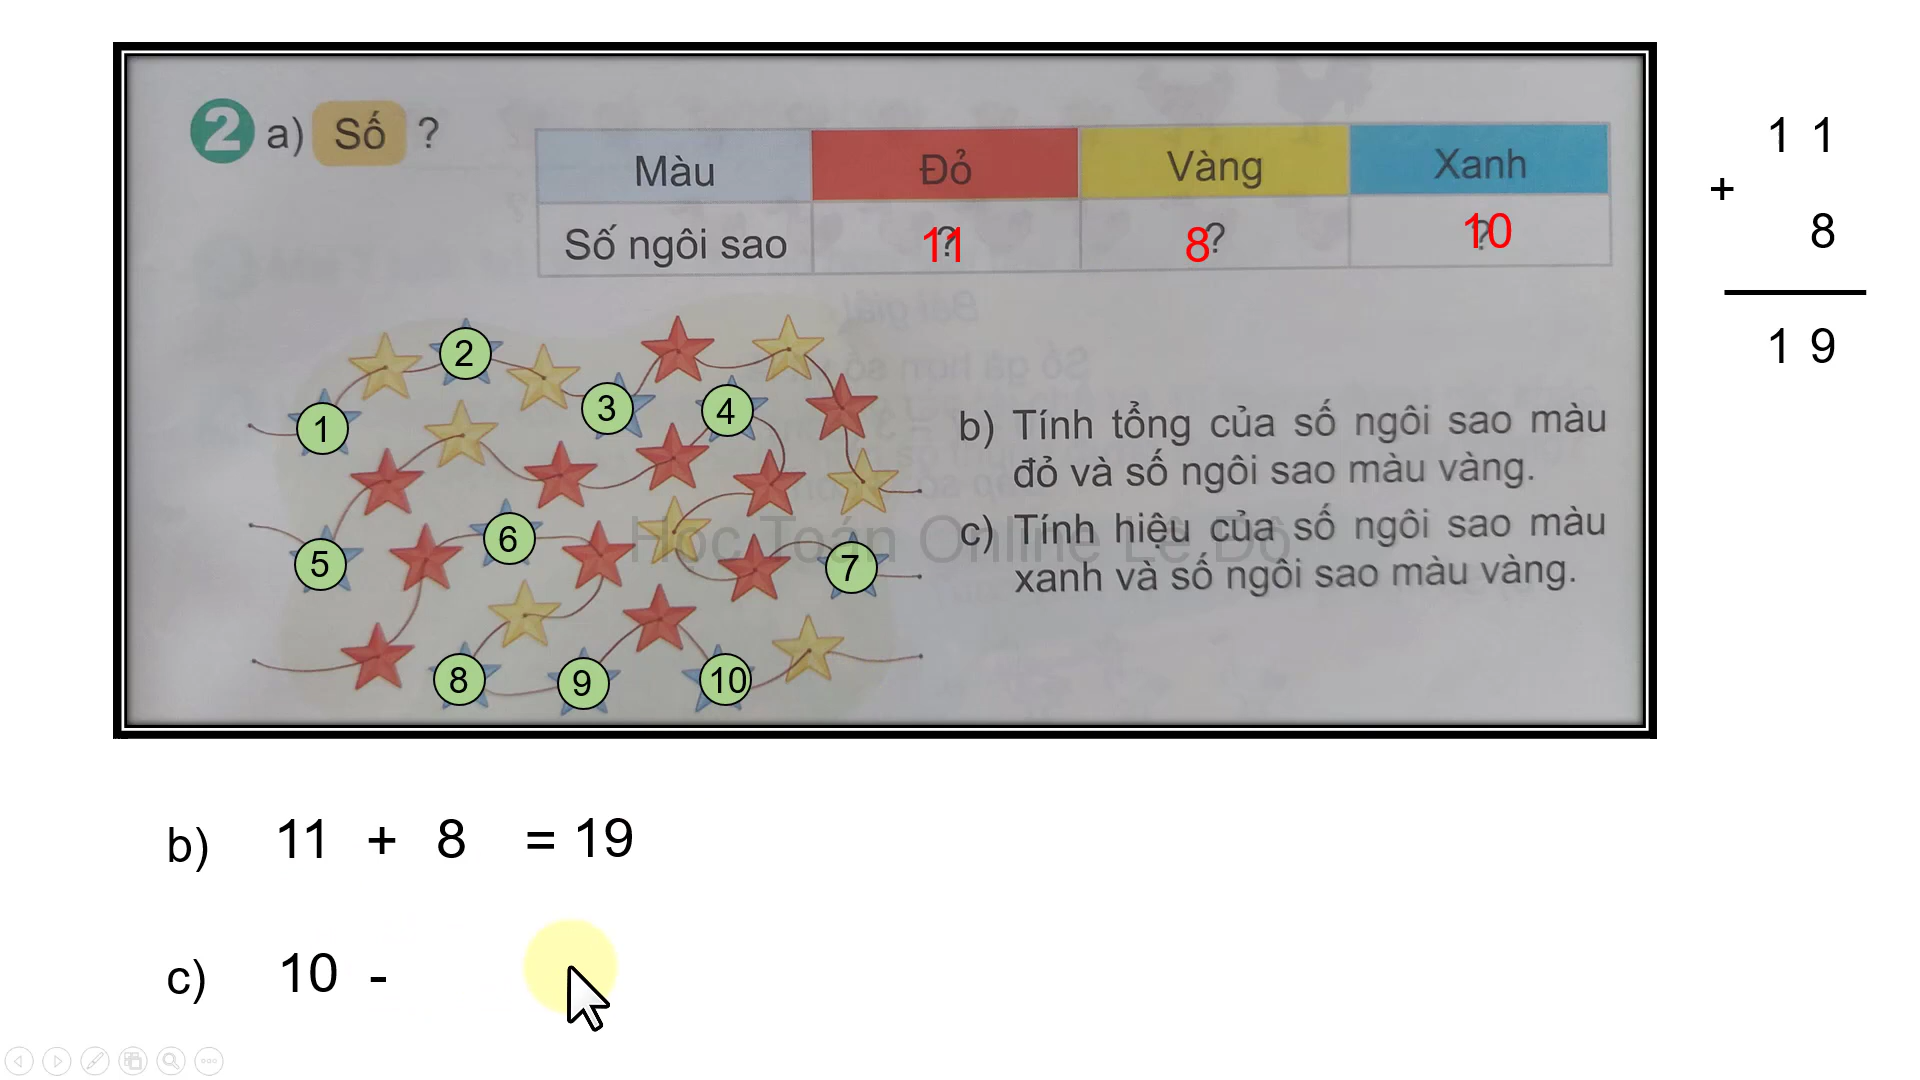 2 a) Số ?
Màu Đỏ Vàng Xanh
Số ngôi sao 11? 8? 10?
1 1
+
8
1 9
1 2 3 4 5 6 7 8 9 10
b) Tính tổng của số ngôi sao màu
đỏ và số ngôi sao màu vàng.
c) Tính hiệu của số ngôi sao màu
xanh và số ngôi sao màu vàng.
Học Toán Online Lê Độ
b) 11 + 8 = 19
c) 10 -